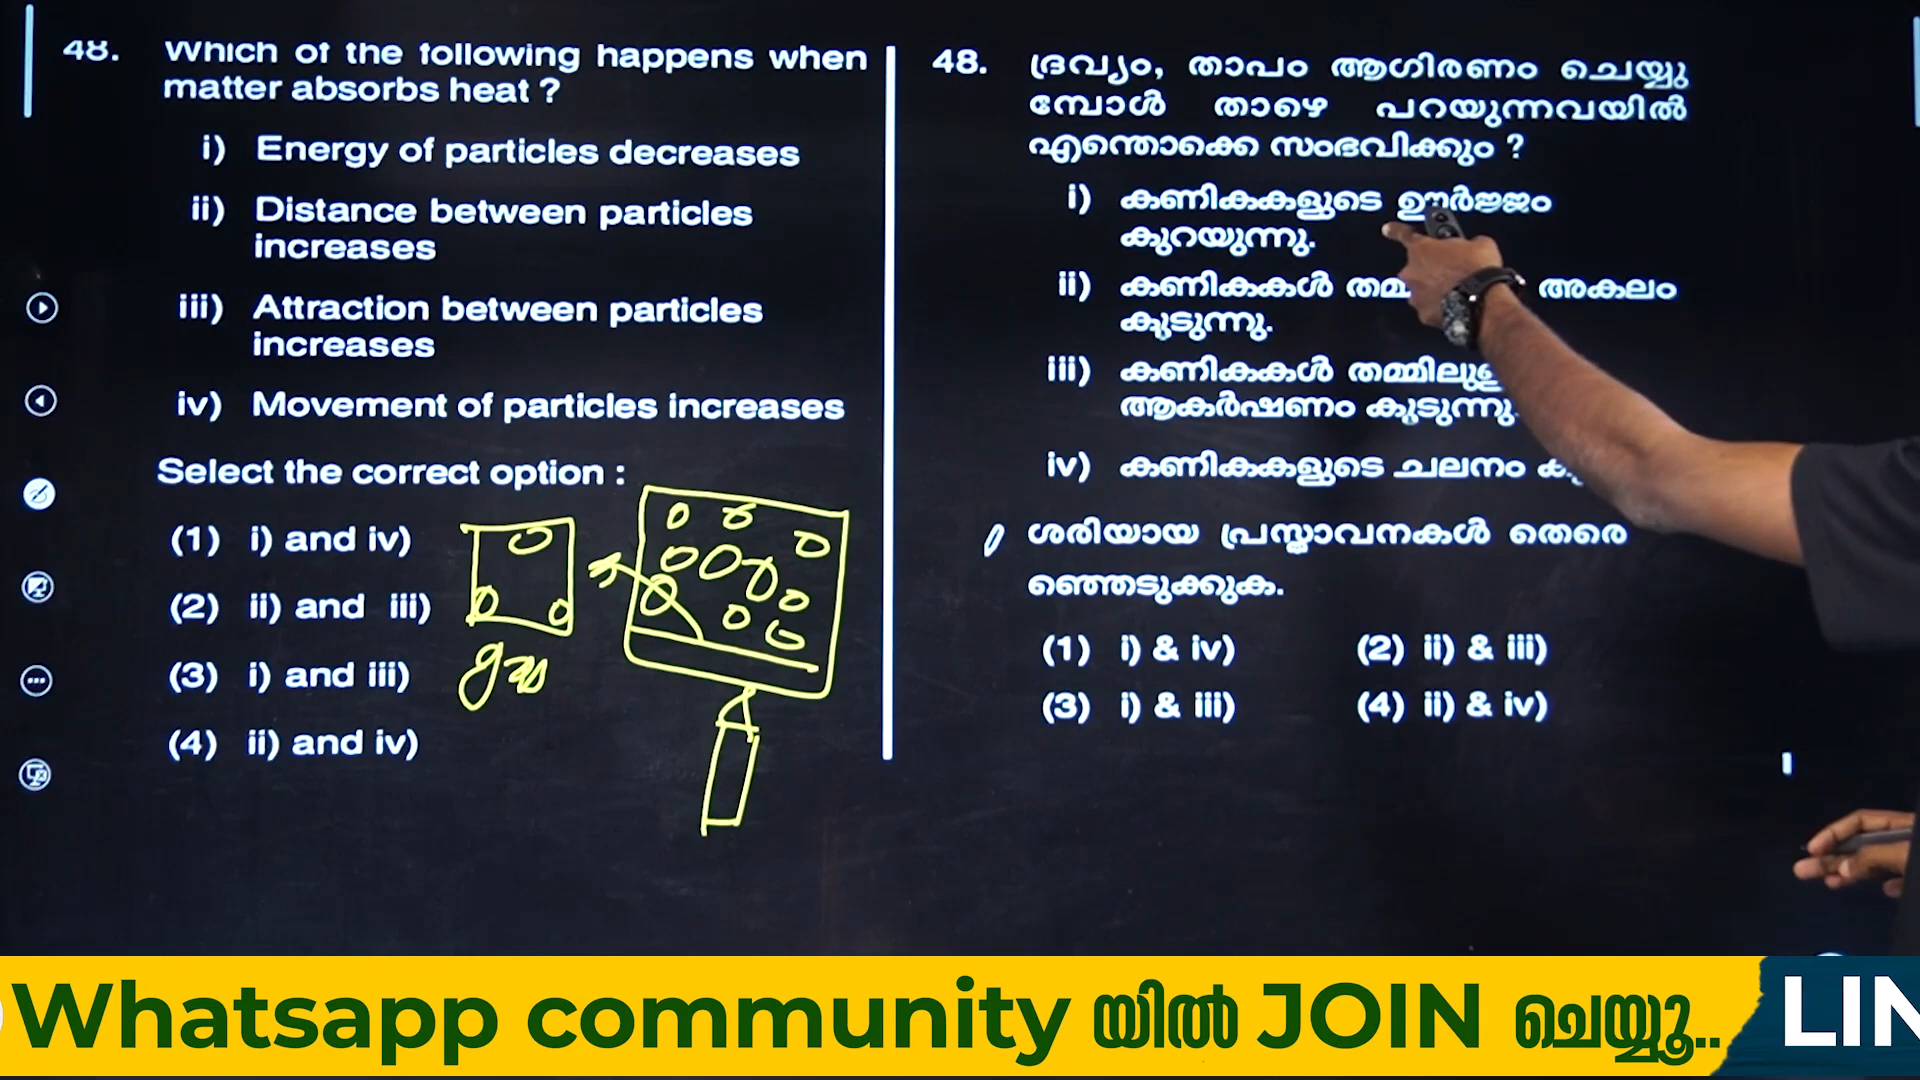 48. Which of the following happens when
matter absorbs heat ?
i) Energy of particles decreases
ii) Distance between particles
increases
iii) Attraction between particles
increases
iv) Movement of particles increases
Select the correct option :
(1) i) and iv)
(2) ii) and iii)
(3) i) and iii)
(4) ii) and iv)
gas
48. ദ്രവ്യം, താപം ആഗിരണം ചെയ്യു
മ്പോൾ താഴെ പറയുന്നവയിൽ
എന്തൊക്കെ സംഭവിക്കും ?
i) കണികകളുടെ ഊർജ്ജം
കുറയുന്നു.
ii) കണികകൾ അകലം
കൂടുന്നു.
iii) കണികകൾ
ആകർഷണം കൂടുന്നു.
iv) കണികകളുടെ ചലനം
ശരിയായ പ്രസ്താവനകൾ തെരെ
ഞ്ഞെടുക്കുക.
(1) i) & iv) (2) ii) & iii)
(3) i) & iii) (4) ii) & iv)
Whatsapp community യിൽ JOIN ചെയ്യൂ..